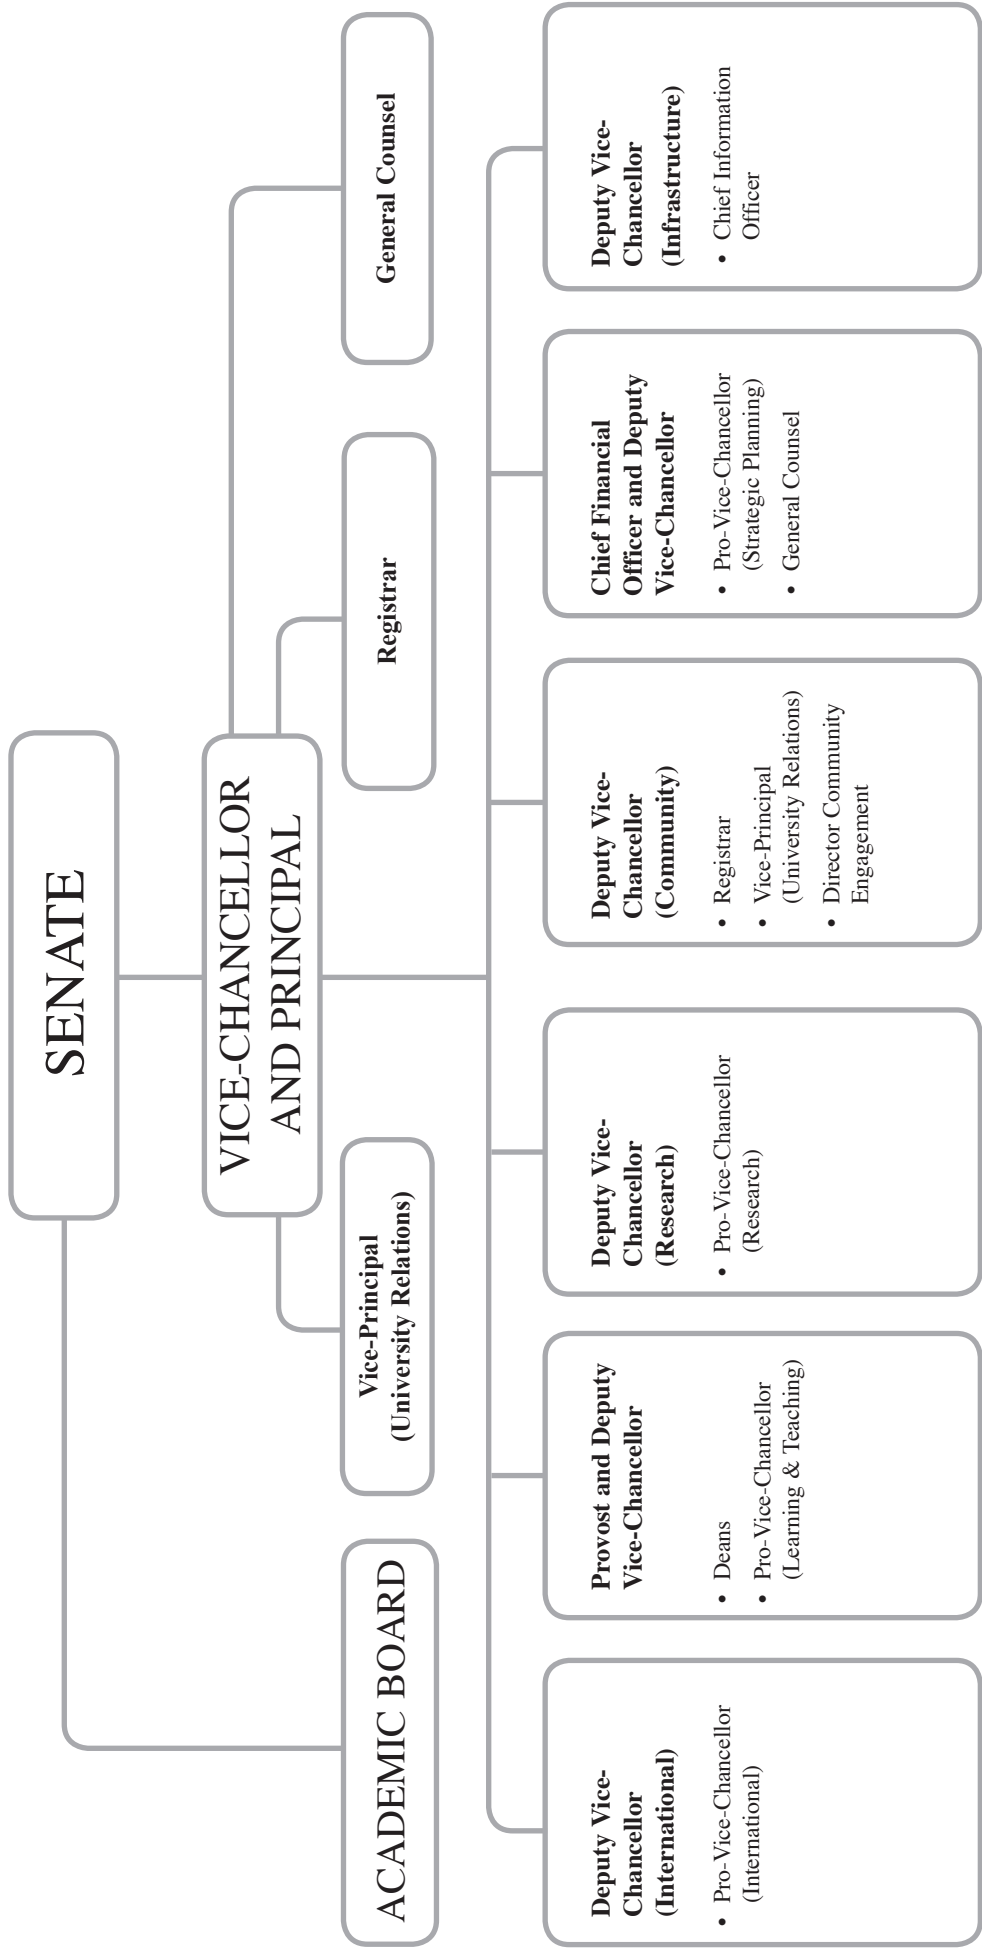 SENATE
VICE-CHANCELLOR
AND PRINCIPAL
ACADEMIC BOARD
Vice-Principal
(University Relations)
Registrar
General Counsel
Deputy Vice-
Chancellor
(International)
• Pro-Vice-Chancellor
(International)
Provost and Deputy
Vice-Chancellor
• Deans
• Pro-Vice-Chancellor
(Learning & Teaching)
Deputy Vice-
Chancellor
(Research)
• Pro-Vice-Chancellor
(Research)
Deputy Vice-
Chancellor
(Community)
• Registrar
• Vice-Principal
(University Relations)
• Director Community
Engagement
Chief Financial
Officer and Deputy
Vice-Chancellor
• Pro-Vice-Chancellor
(Strategic Planning)
• General Counsel
Deputy Vice-
Chancellor
(Infrastructure)
• Chief Information
Officer